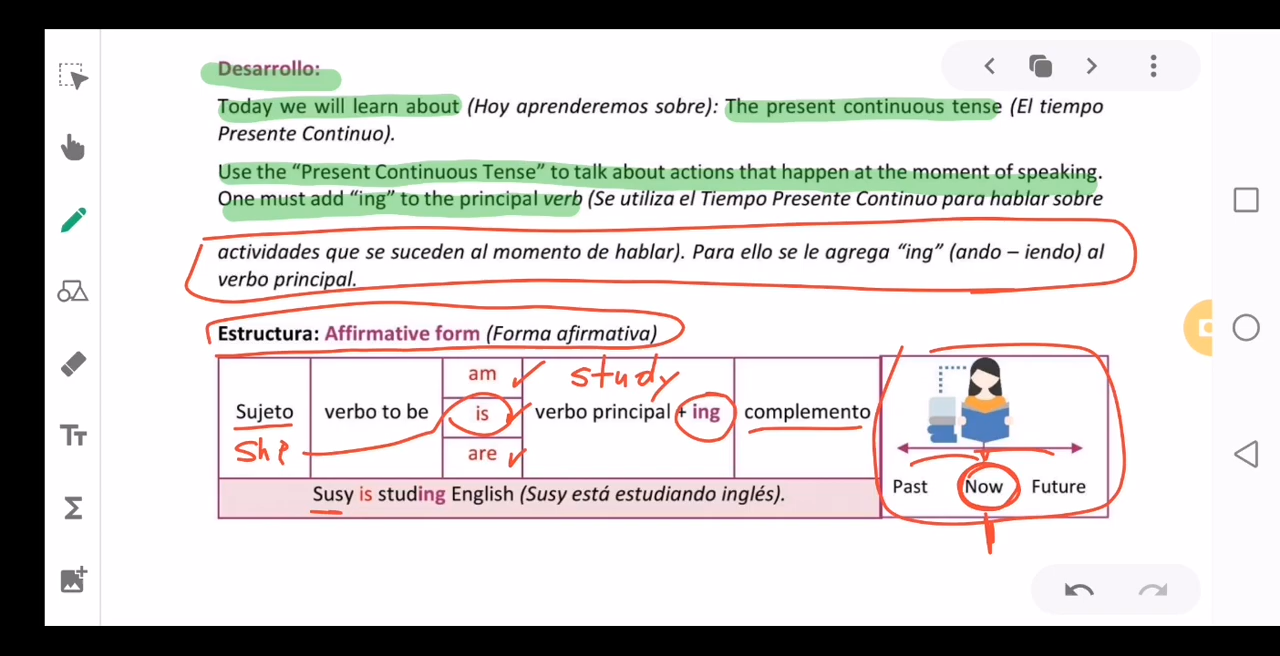 Desarrollo:
Today we will learn about (Hoy aprenderemos sobre): The present continuous tense (El tiempo
Presente Continuo).
Use the “Present Continuous Tense” to talk about actions that happen at the moment of speaking.
One must add “ing” to the principal verb (Se utiliza el Tiempo Presente Continuo para hablar sobre
actividades que se suceden al momento de hablar). Para ello se le agrega “ing” (ando – iendo) al
verbo principal.
Estructura: Affirmative form (Forma afirmativa)
am
study
Sujeto verbo to be is verbo principal + ing complemento
She
are
Past Now Future
Susy is studing English (Susy está estudiando inglés).
Tт
Σ